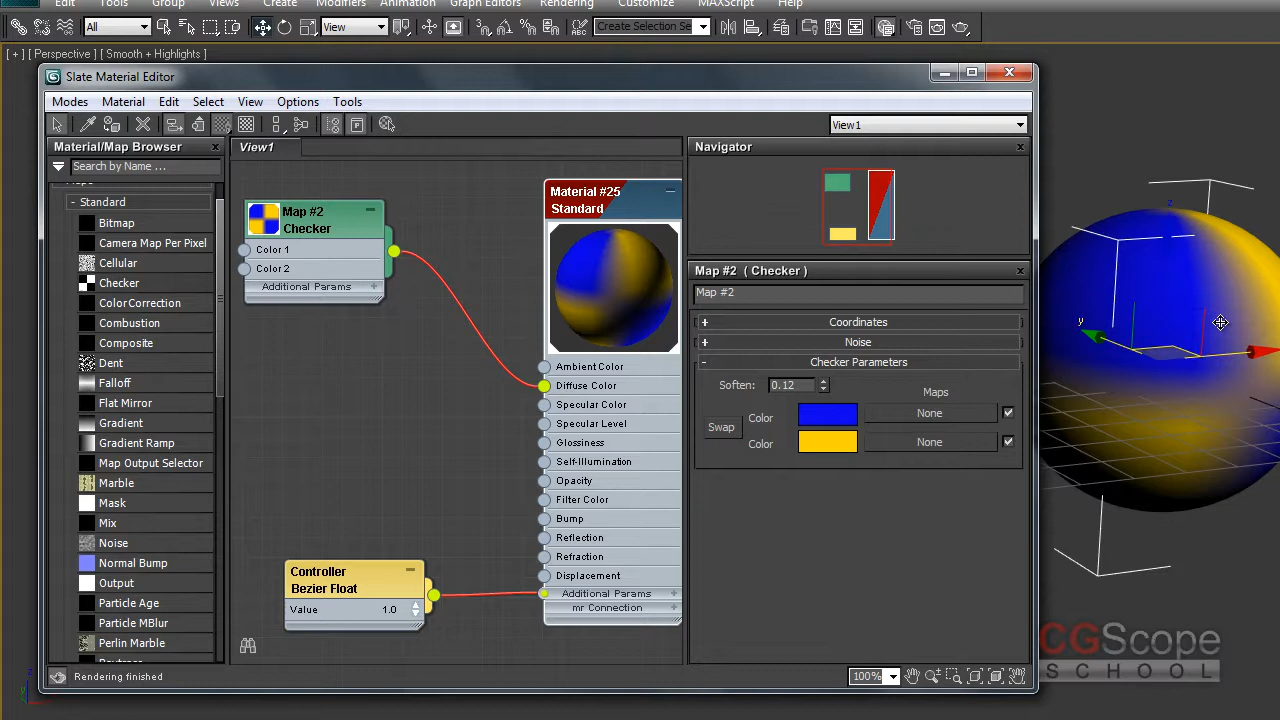 Edit Tools Group Views Create Modifiers Animation Graph Editors Rendering Customize MAXScript Help
All
View
Create Selection Se
[ + ] [ Perspective ] [ Smooth + Highlights ]
Slate Material Editor
Modes Material Edit Select View Options Tools
View1
Material/Map Browser
Search by Name ...
Maps
- Standard
Bitmap
Camera Map Per Pixel
Cellular
Checker
Color Correction
Combustion
Composite
Dent
Falloff
Flat Mirror
Gradient
Gradient Ramp
Map Output Selector
Marble
Mask
Mix
Noise
Normal Bump
Output
Particle Age
Particle MBlur
Perlin Marble
View1
Map #2
Checker
Color 1
Color 2
Additional Params +
Material #25
Standard
Ambient Color
Diffuse Color
Specular Color
Specular Level
Glossiness
Self-Illumination
Opacity
Filter Color
Bump
Reflection
Refraction
Displacement
Additional Params +
mr Connection +
Controller
Bezier Float
Value 1.0
Navigator
Map #2 ( Checker )
Map #2
+ Coordinates
+ Noise
- Checker Parameters
Soften: 0.12
Maps
Swap
Color None
Color None
Rendering finished
100%
z
y
CGScope
SCHOOL